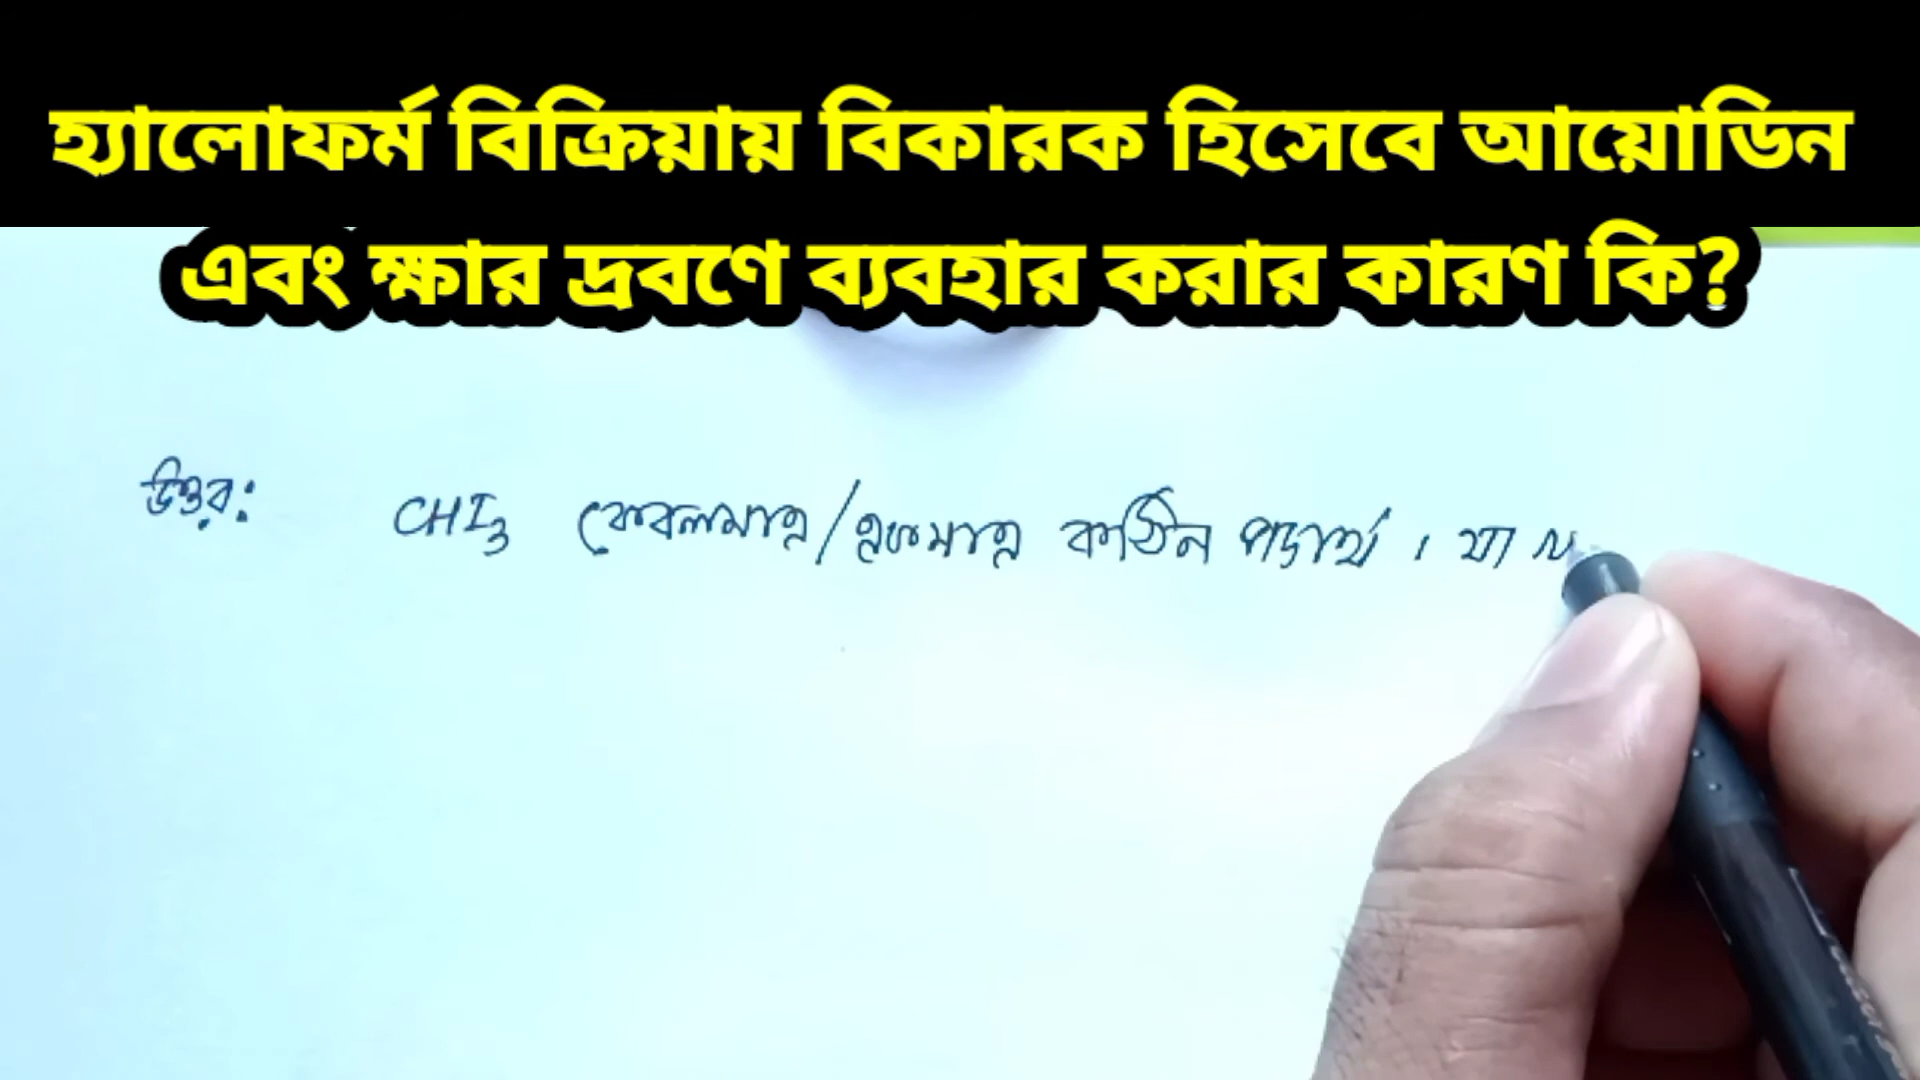 হ্যালোফর্ম বিক্রিয়ায় বিকারক হিসেবে আয়োডিন
এবং ক্ষার দ্রবণে ব্যবহার করার কারণ কি?
উত্তর: CHI3 কেবলমাত্র/একমাত্র কঠিন পদার্থ, যা